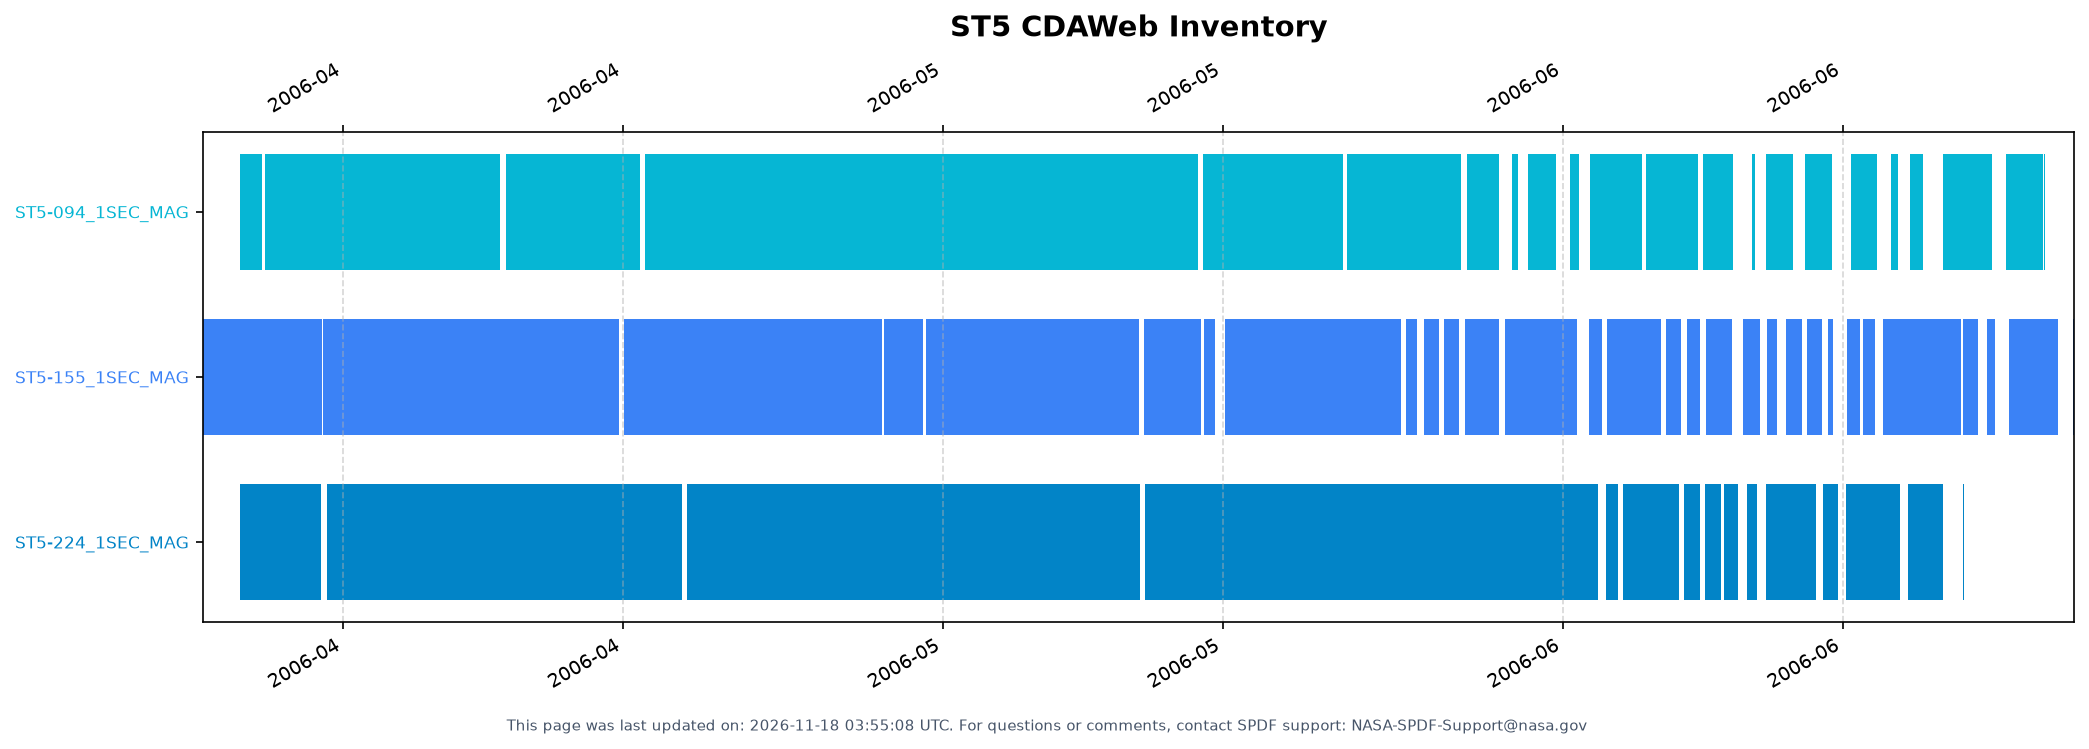 ST5 CDAWeb Inventory
2006-04 2006-04 2006-05 2006-05 2006-06 2006-06
ST5-094_1SEC_MAG
ST5-155_1SEC_MAG
ST5-224_1SEC_MAG
2006-04 2006-04 2006-05 2006-05 2006-06 2006-06
This page was last updated on: 2026-11-18 03:55:08 UTC. For questions or comments, contact SPDF support: NASA-SPDF-Support@nasa.gov